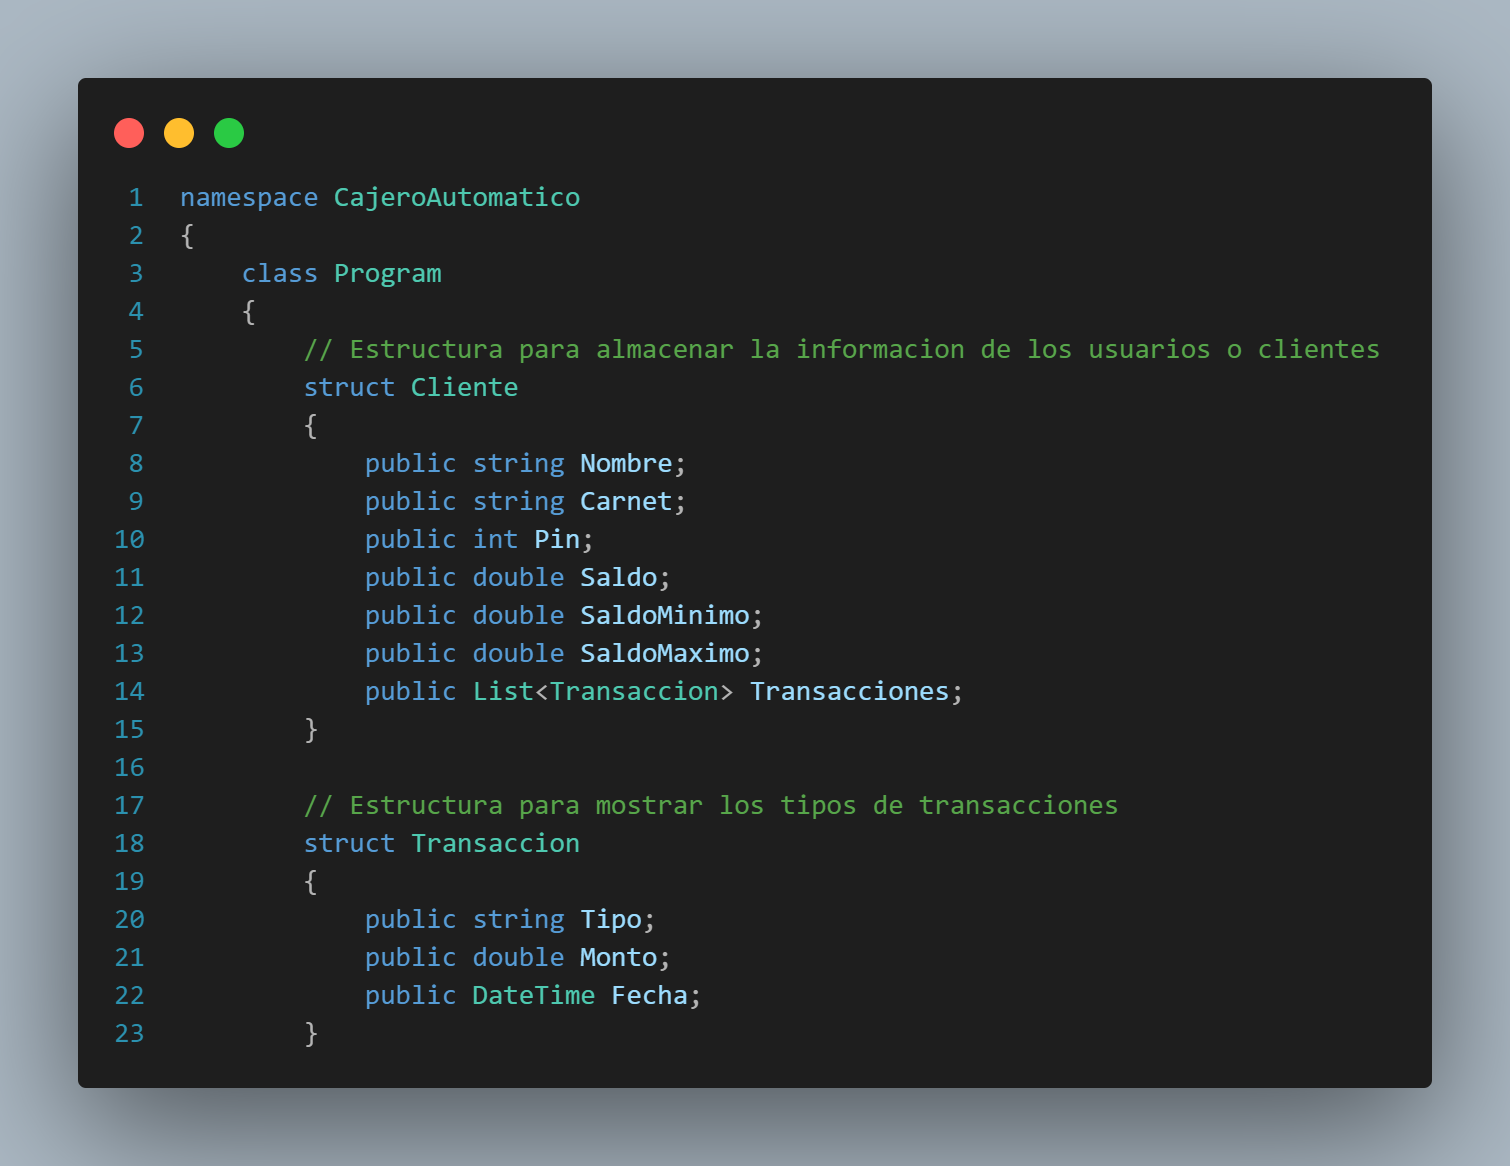 1 namespace CajeroAutomatico
2 {
3     class Program
4     {
5         // Estructura para almacenar la informacion de los usuarios o clientes
6         struct Cliente
7         {
8             public string Nombre;
9             public string Carnet;
10             public int Pin;
11             public double Saldo;
12             public double SaldoMinimo;
13             public double SaldoMaximo;
14             public List<Transaccion> Transacciones;
15         }
16
17         // Estructura para mostrar los tipos de transacciones
18         struct Transaccion
19         {
20             public string Tipo;
21             public double Monto;
22             public DateTime Fecha;
23         }